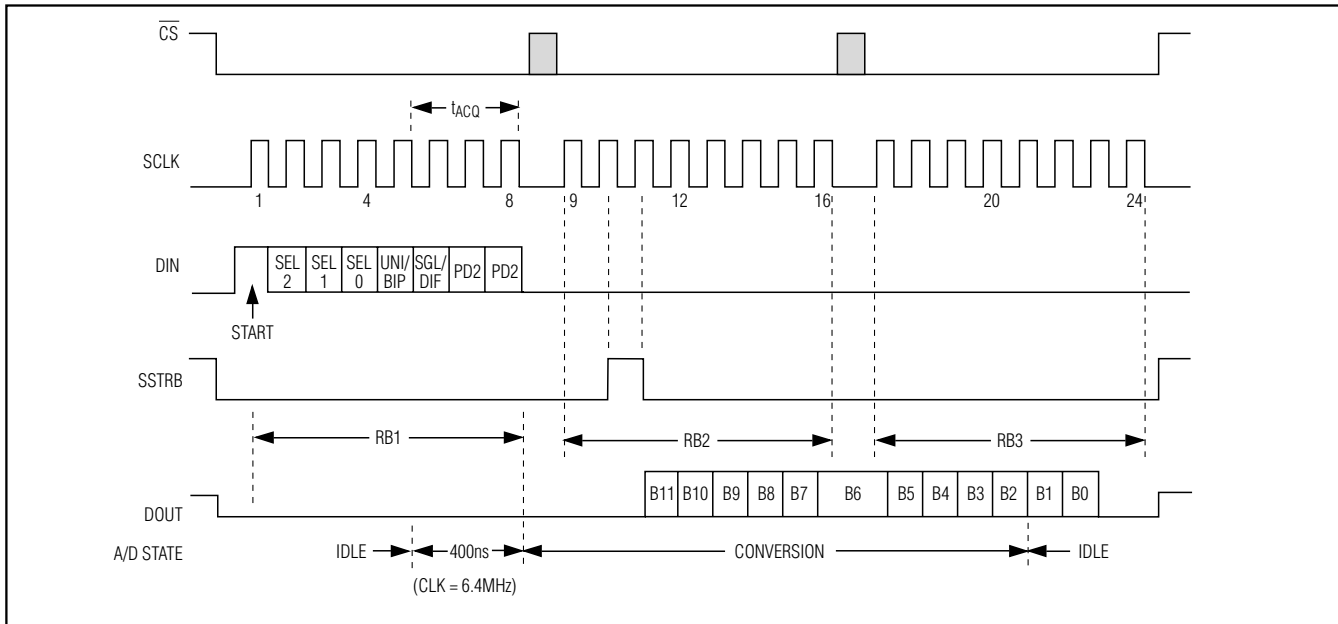 CS
tACQ
SCLK
1 4 8 9 12 16 20 24
DIN
SEL 2
SEL 1
SEL 0
UNI/ BIP
SGL/ DIF
PD2
PD2
START
SSTRB
RB1 RB2 RB3
DOUT
B11 B10 B9 B8 B7 B6 B5 B4 B3 B2 B1 B0
A/D STATE IDLE 400ns CONVERSION IDLE
(CLK = 6.4MHz)